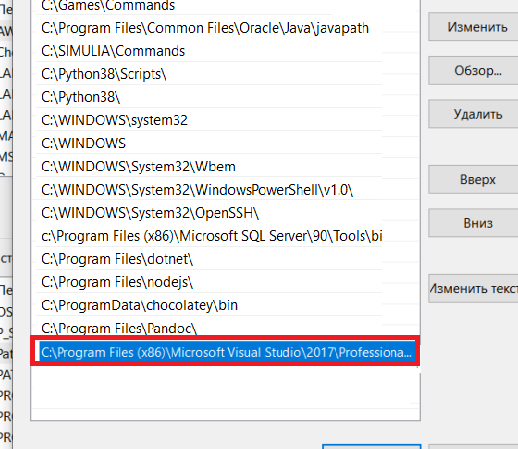 C:\Games\Commands
C:\Program Files\Common Files\Oracle\Java\javapath
C:\SIMULIA\Commands
C:\Python38\Scripts\
C:\Python38\
C:\WINDOWS\system32
C:\WINDOWS
C:\WINDOWS\System32\Wbem
C:\WINDOWS\System32\WindowsPowerShell\v1.0\
C:\WINDOWS\System32\OpenSSH\
c:\Program Files (x86)\Microsoft SQL Server\90\Tools\bi
C:\Program Files\dotnet\
C:\Program Files\nodejs\
C:\ProgramData\chocolatey\bin
C:\Program Files\Pandoc\
C:\Program Files (x86)\Microsoft Visual Studio\2017\Professiona...
Изменить
Обзор...
Удалить
Вверх
Вниз
Изменить текст